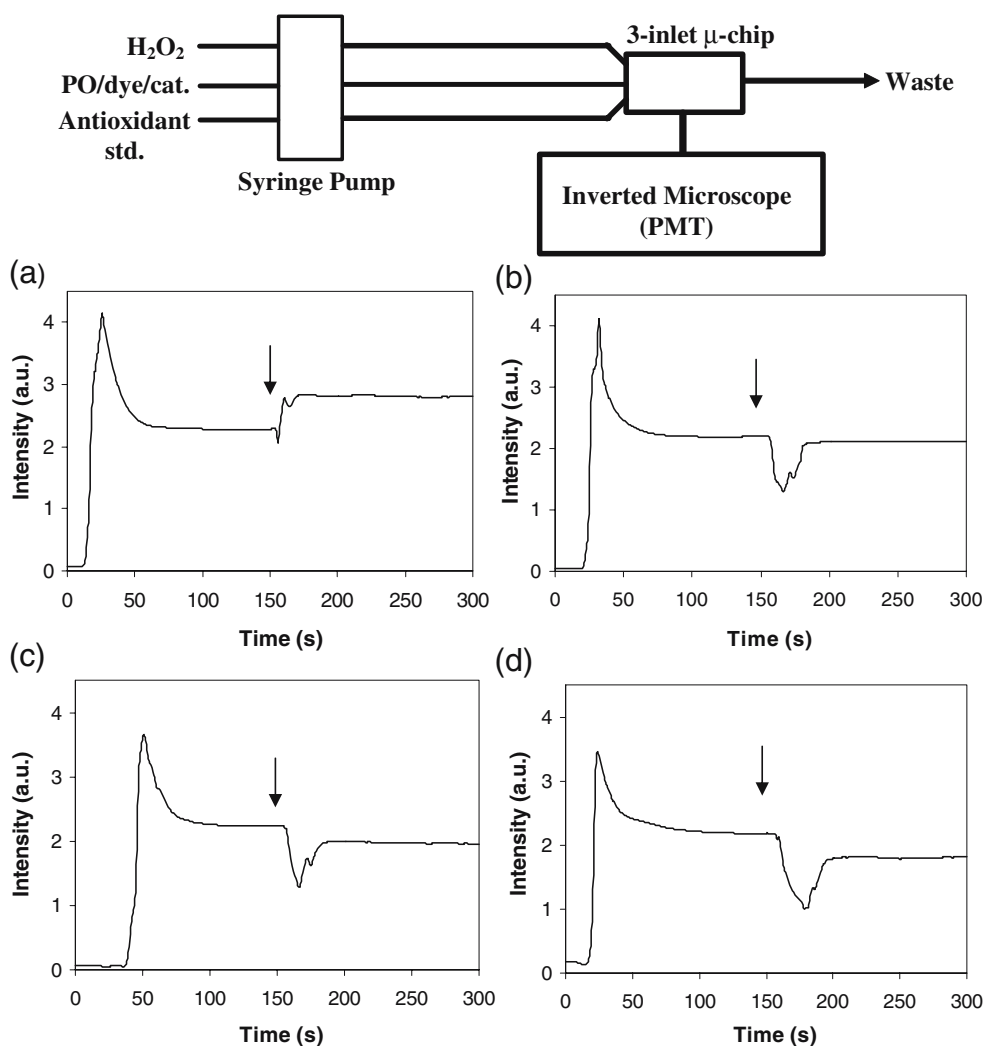 H₂O₂
PO/dye/cat.
Antioxidant
std.
Syringe Pump
3-inlet μ-chip
Waste
Inverted Microscope
(PMT)
(a)
4
3
2
1
0
Intensity (a.u.)
0 50 100 150 200 250 300
Time (s)
(b)
4
3
2
1
0
Intensity (a.u.)
0 50 100 150 200 250 300
Time (s)
(c)
4
3
2
1
0
Intensity (a.u.)
0 50 100 150 200 250 300
Time (s)
(d)
4
3
2
1
0
Intensity (a.u.)
0 50 100 150 200 250 300
Time (s)